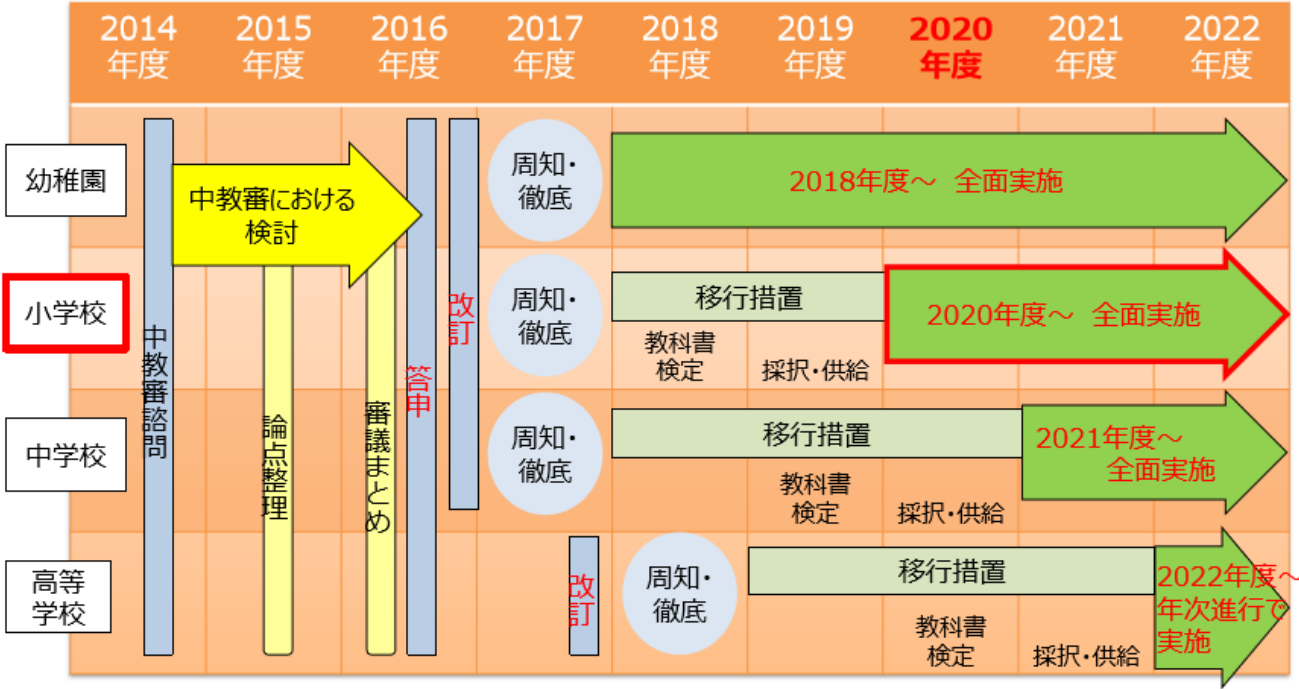 2014
年度
2015
年度
2016
年度
2017
年度
2018
年度
2019
年度
2020
年度
2021
年度
2022
年度
幼稚園
中教審における
検討
周知・
徹底
2018年度～ 全面実施
小学校
周知・
徹底
移行措置
教科書
検定
採択・供給
2020年度～ 全面実施
中教審諮問
論点整理
審議まとめ
答申
改訂
中学校
周知・
徹底
移行措置
教科書
検定
採択・供給
2021年度～
全面実施
高等
学校
改訂
周知・
徹底
移行措置
教科書
検定
採択・供給
2022年度～
年次進行で
実施